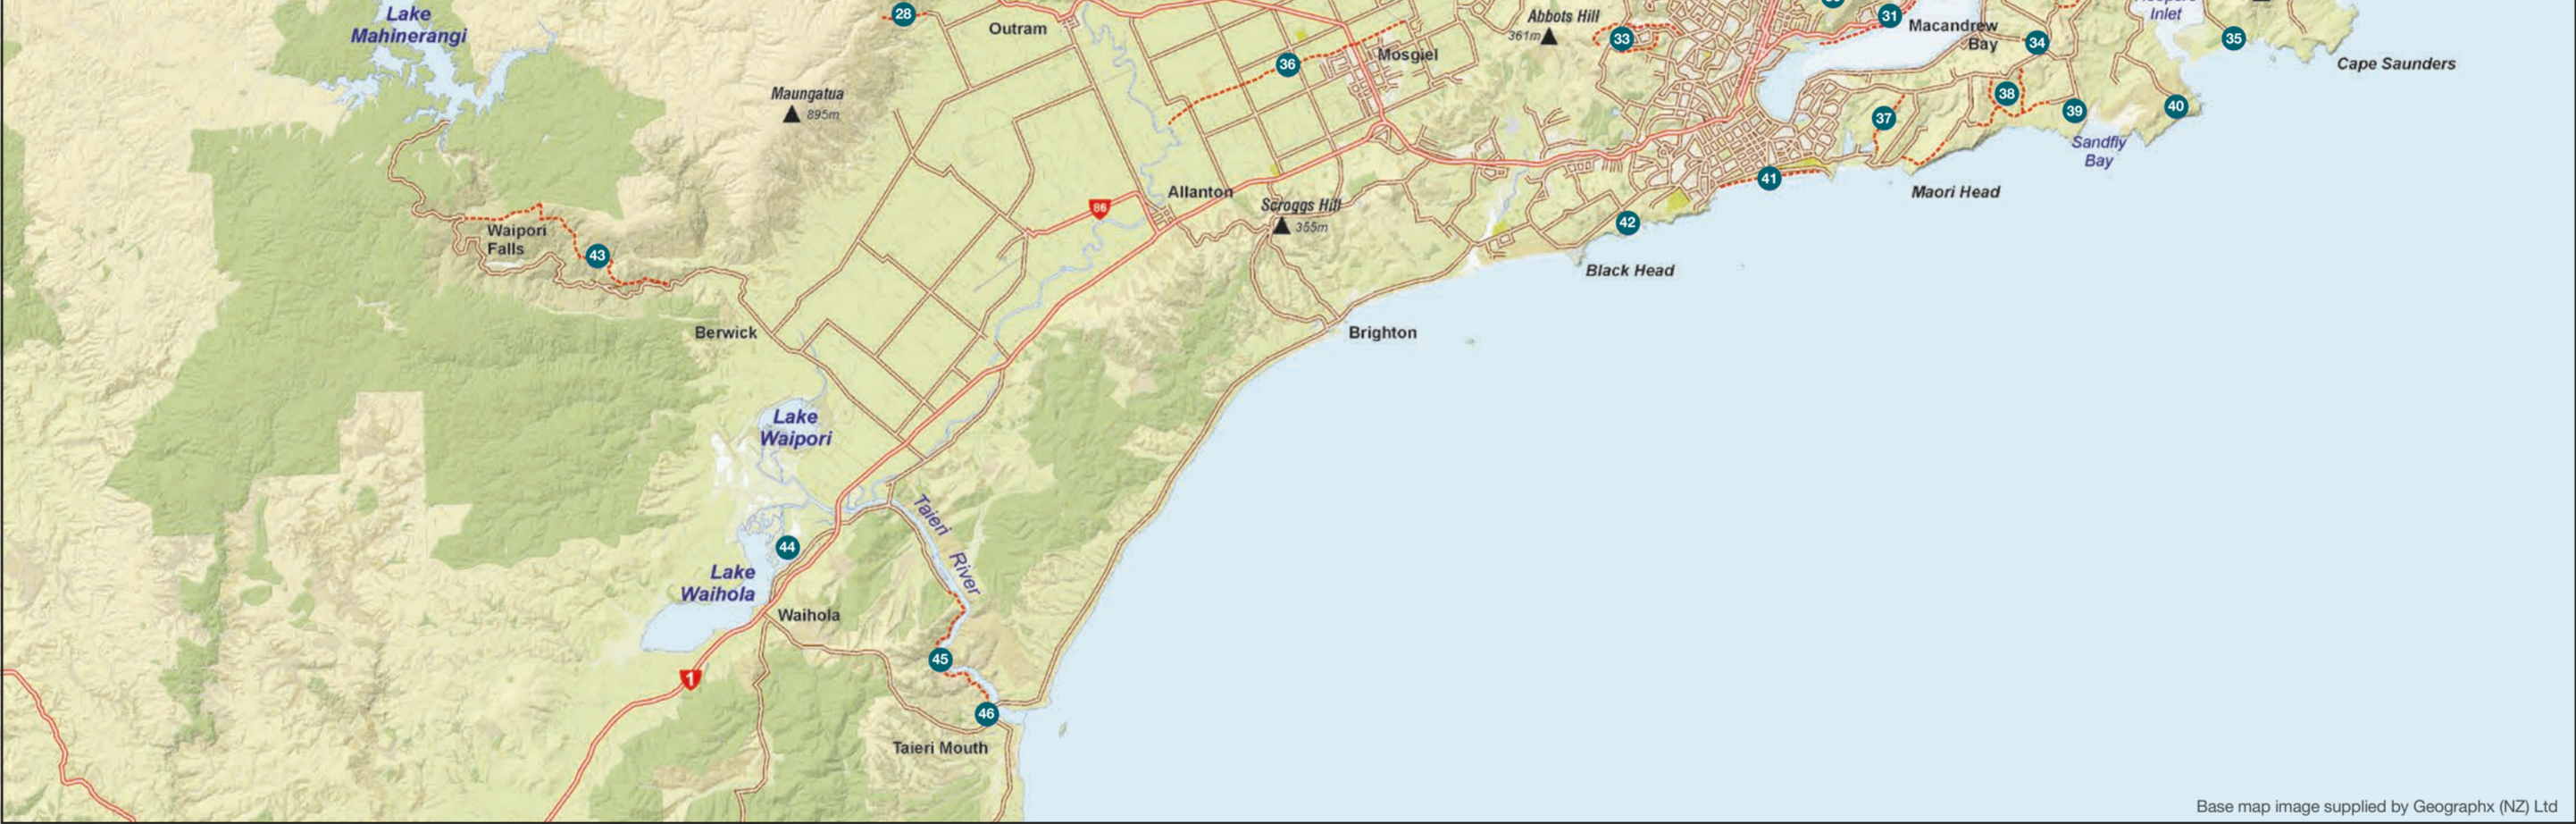 Lake
Mahinerangi
28
Outram
Abbots Hill
361m
33
31
Macandrew
Bay
34
Inlet
35
Cape Saunders
36
Mosgiel
Maungatua
895m
38
37
39
40
Sandfly
Bay
41
Maori Head
Allanton
86
Scroggs Hill
355m
42
Black Head
Waipori
Falls
43
Berwick
Brighton
Lake
Waipori
Taieri River
44
Lake
Waihola
Waihola
45
1
46
Taieri Mouth
Base map image supplied by Geographx (NZ) Ltd